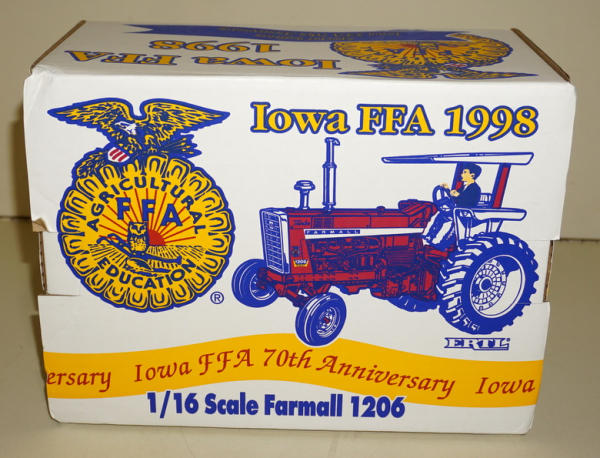 Iowa FFA
1998
Iowa FFA 1998
AGRICULTURAL
FFA
EDUCATION
®
FARMALL
1206
ERTL
ersary Iowa FFA 70th Anniversary Iowa
1/16 Scale Farmall 1206